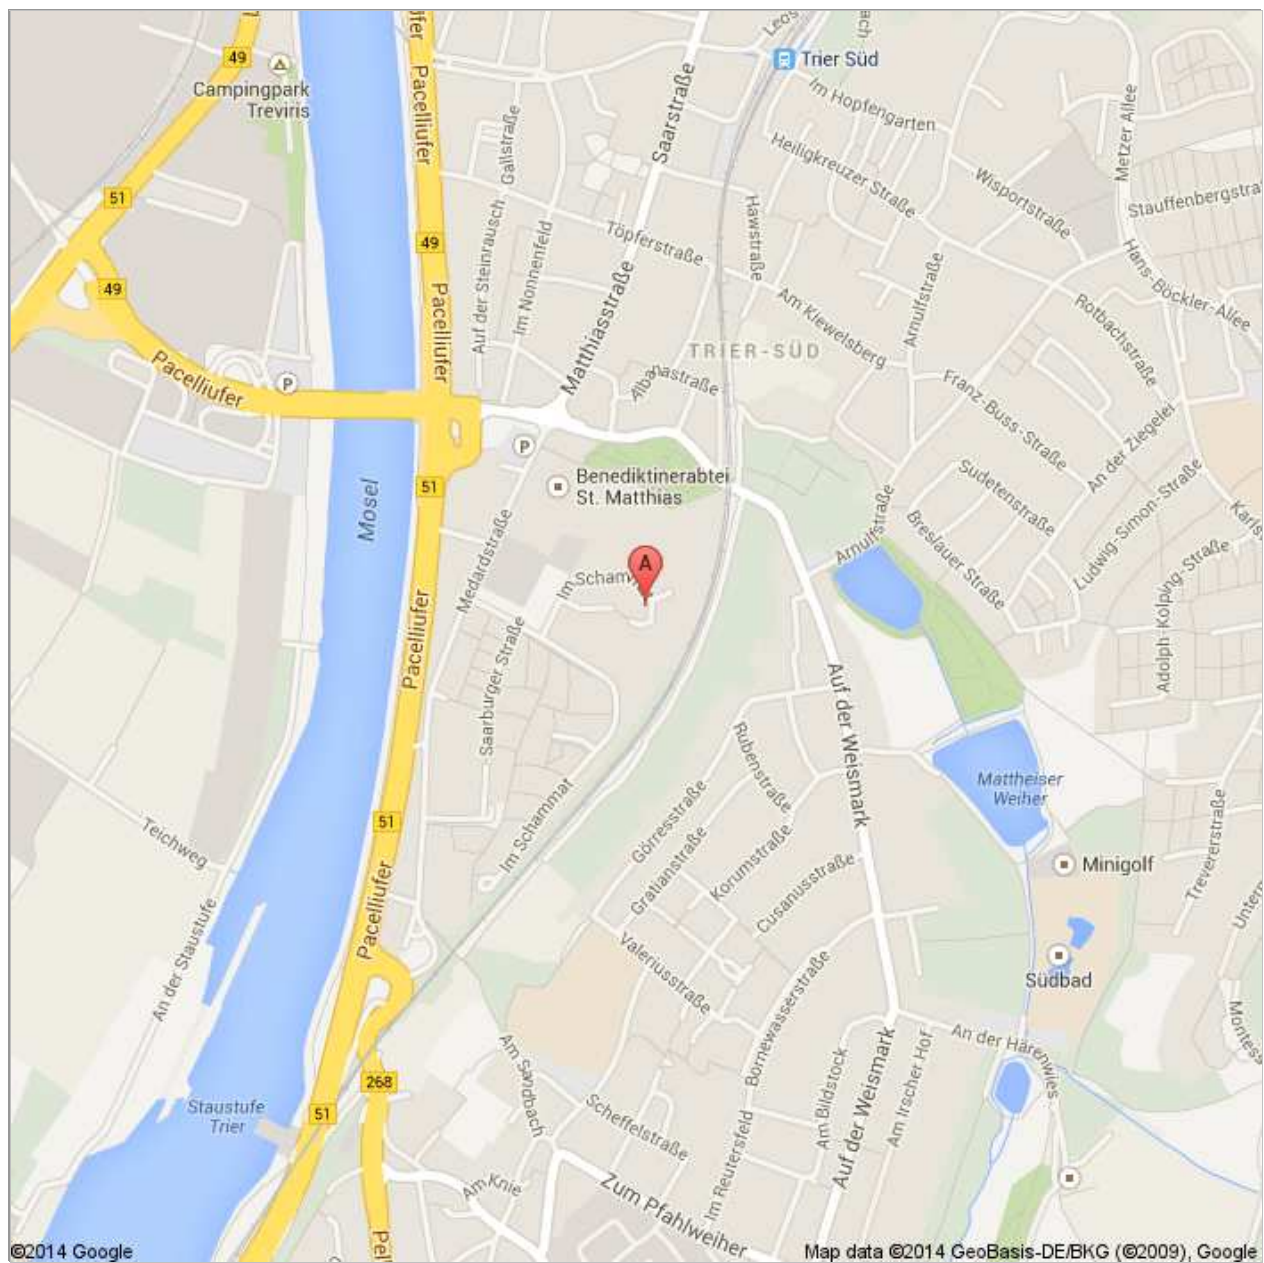 49
Campingpark
Treviris
Pacelliufer
Gallstraße
Saarstraße
Trier Süd
Im Hopfengarten
Metzer Allee
Heiligkreuzer Straße
Wisportstraße
51
Auf der Steinrausch
Im Nonnenfeld
Töpferstraße
Hawstraße
Hans-Böckler-Allee
49
49
Pacelliufer
Matthiasstraße
Am Kiewelsberg
Arnulfstraße
Rotbachstraße
Pacelliufer
TRIER-SÜD
Albanastraße
Franz-Buss-Straße
An der Ziegelei
Benediktinerabtei
St. Matthias
Mosel
51
Medardstraße
Sudetenstraße
Ludwig-Simon-Straße
Breslauer Straße
Arnulfstraße
Adolph-Kolping-Straße
A
Im
Pacelliufer
Saarburger Straße
Auf der Weismark
Rubenstraße
Mattheiser
Weiher
Im Schammat
Görresstraße
Gratianstraße
Korumstraße
Cusanusstraße
Minigolf
Trevererstraße
51
Teichweg
Pacelliufer
An der Staustufe
Valeriusstraße
Bornewasserstraße
Südbad
An der Härenwies
Am Sandbach
268
Staustufe
Trier
51
Scheffelstraße
Am Bildstock
Auf der Weismark
Am Irscher Hof
Im Reutersfeld
Am Knie
Zum Pfahlweiher
©2014 Google
Map data ©2014 GeoBasis-DE/BKG (©2009), Google